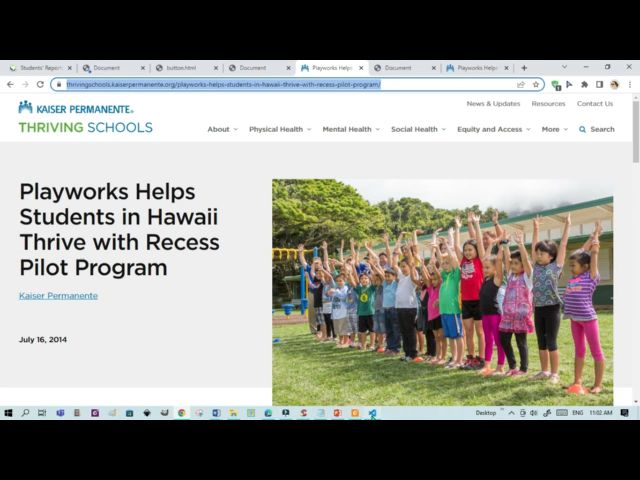 Students' Report
Document
button.html
Document
Playworks Helps
Document
Playworks Help
thrivingschools.kaiserpermanente.org/playworks-helps-students-in-hawaii-thrive-with-recess-pilot-program/
KAISER PERMANENTE®
THRIVING SCHOOLS
News & Updates Resources Contact Us
About Physical Health Mental Health Social Health Equity and Access More Search
Playworks Helps
Students in Hawaii
Thrive with Recess
Pilot Program
Kaiser Permanente
July 16, 2014
Desktop ENG 11:02 AM